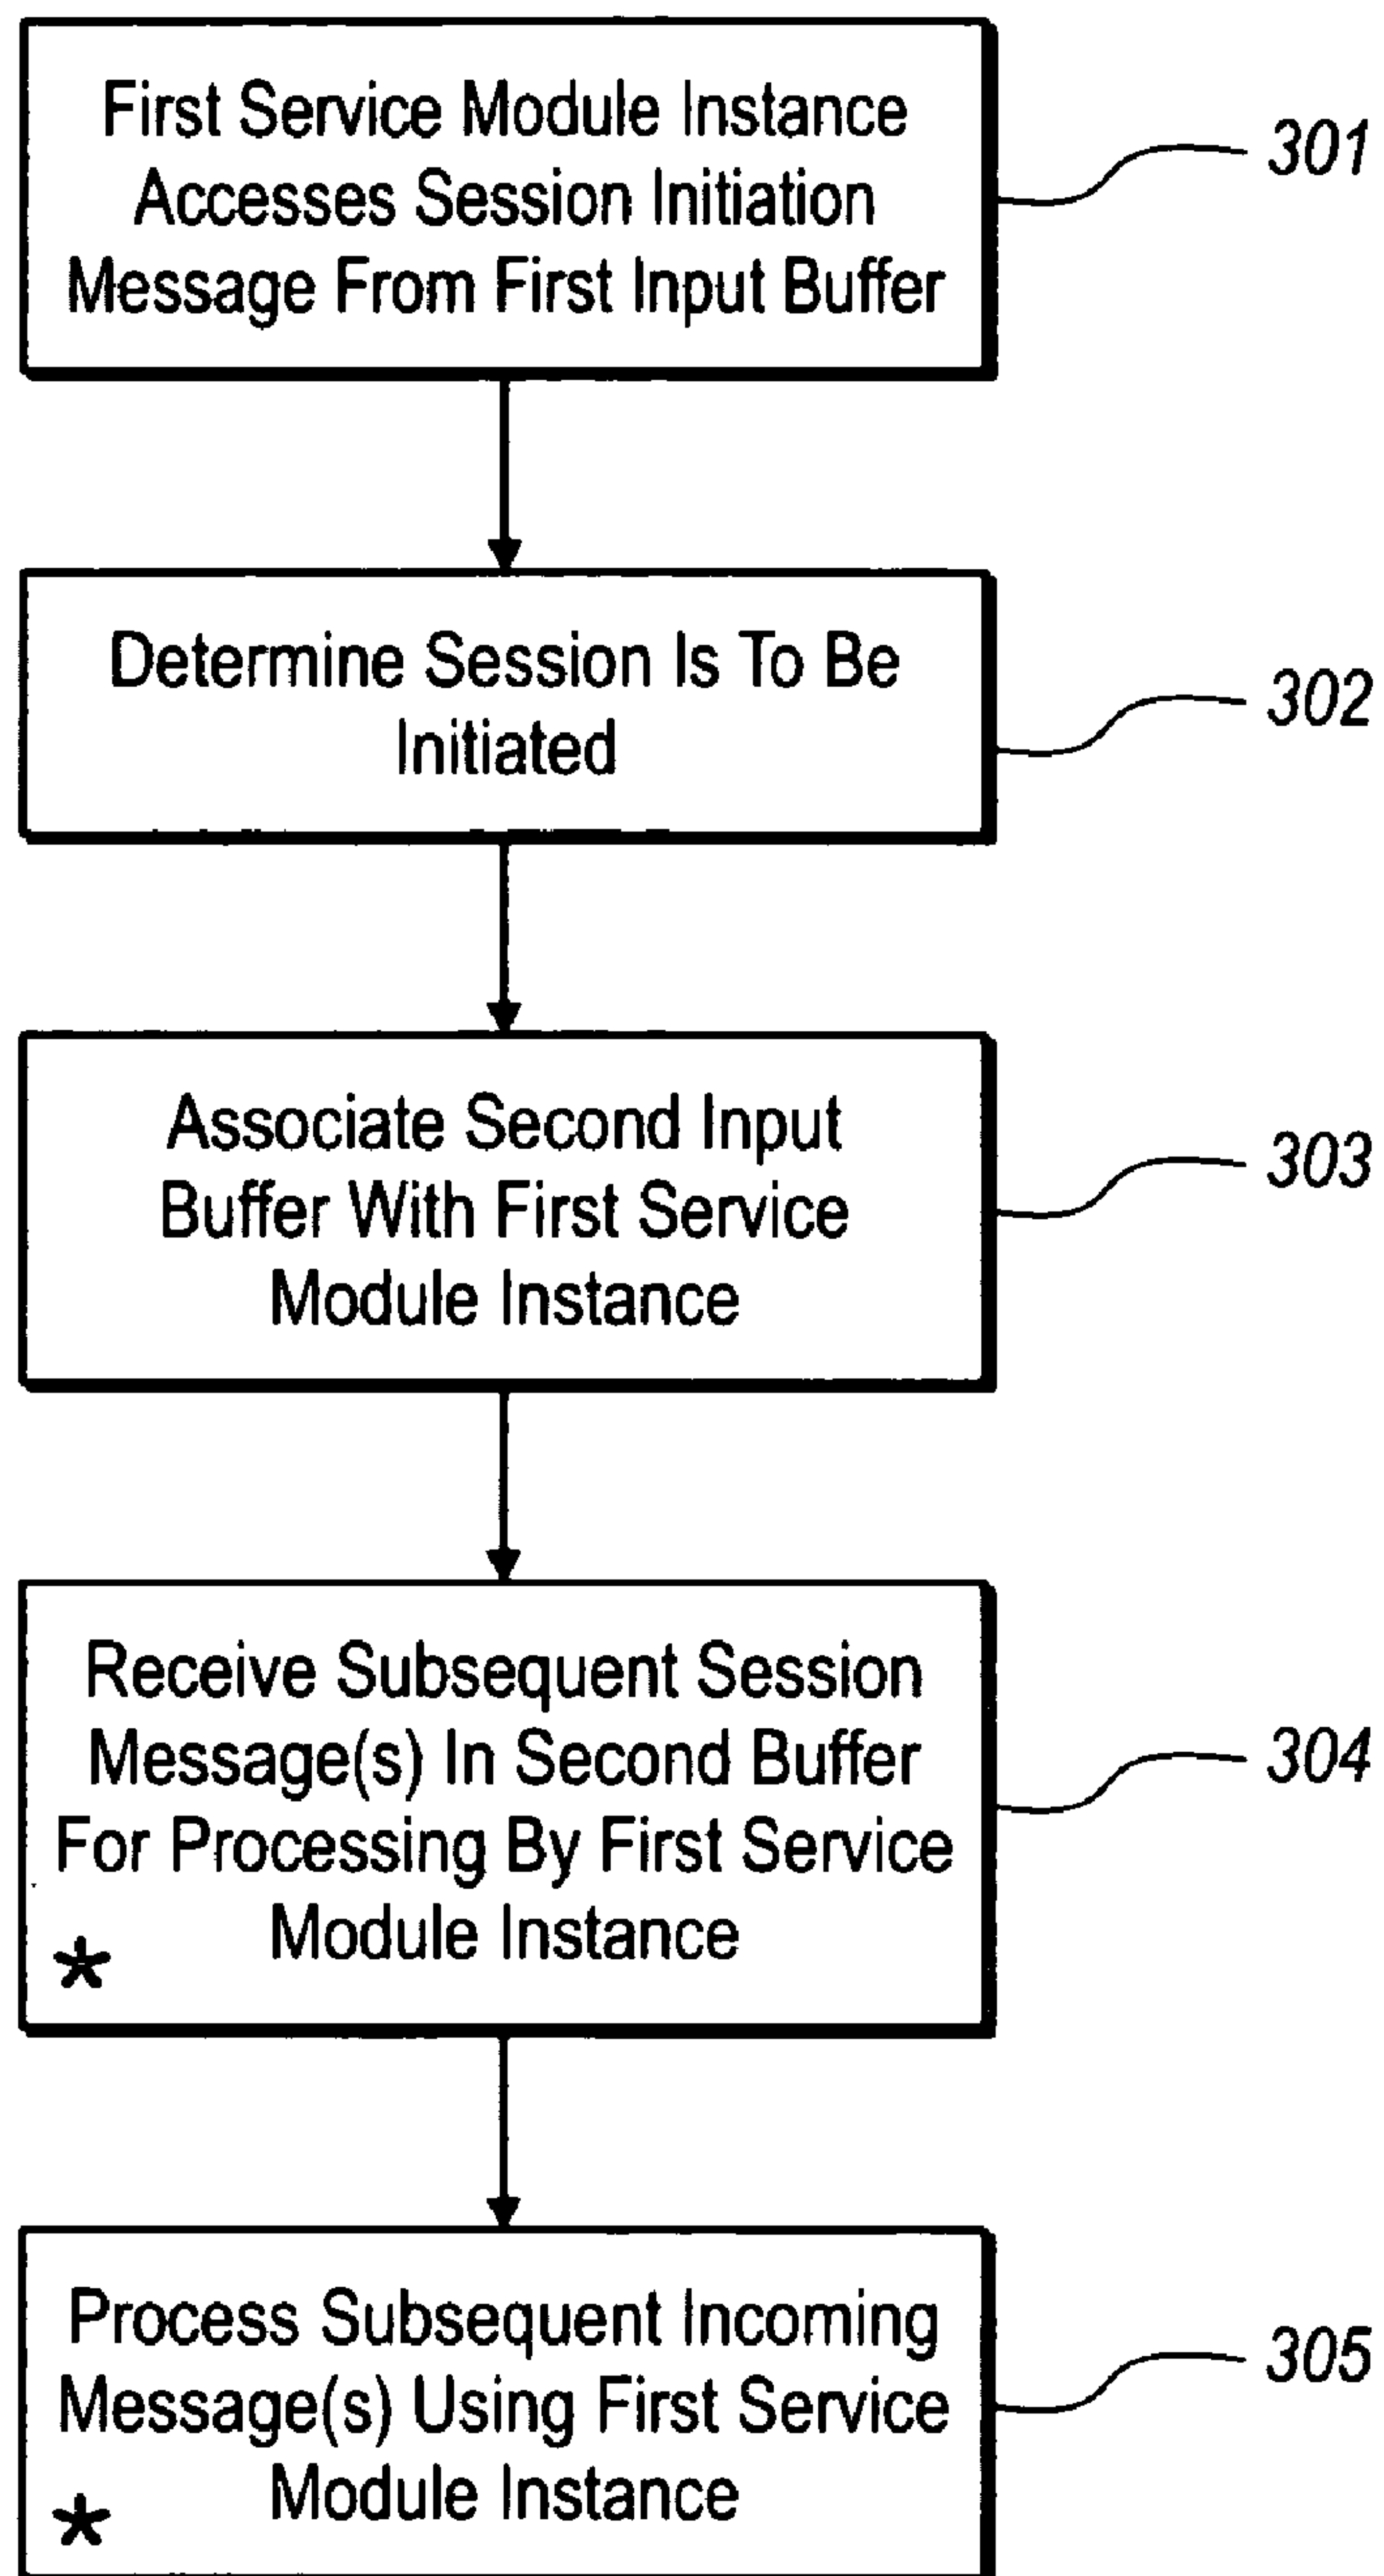 First Service Module Instance
Accesses Session Initiation
Message From First Input Buffer
301
Determine Session Is To Be
Initiated
302
Associate Second Input
Buffer With First Service
Module Instance
303
Receive Subsequent Session
Message(s) In Second Buffer
For Processing By First Service
* Module Instance
304
Process Subsequent Incoming
Message(s) Using First Service
* Module Instance
305